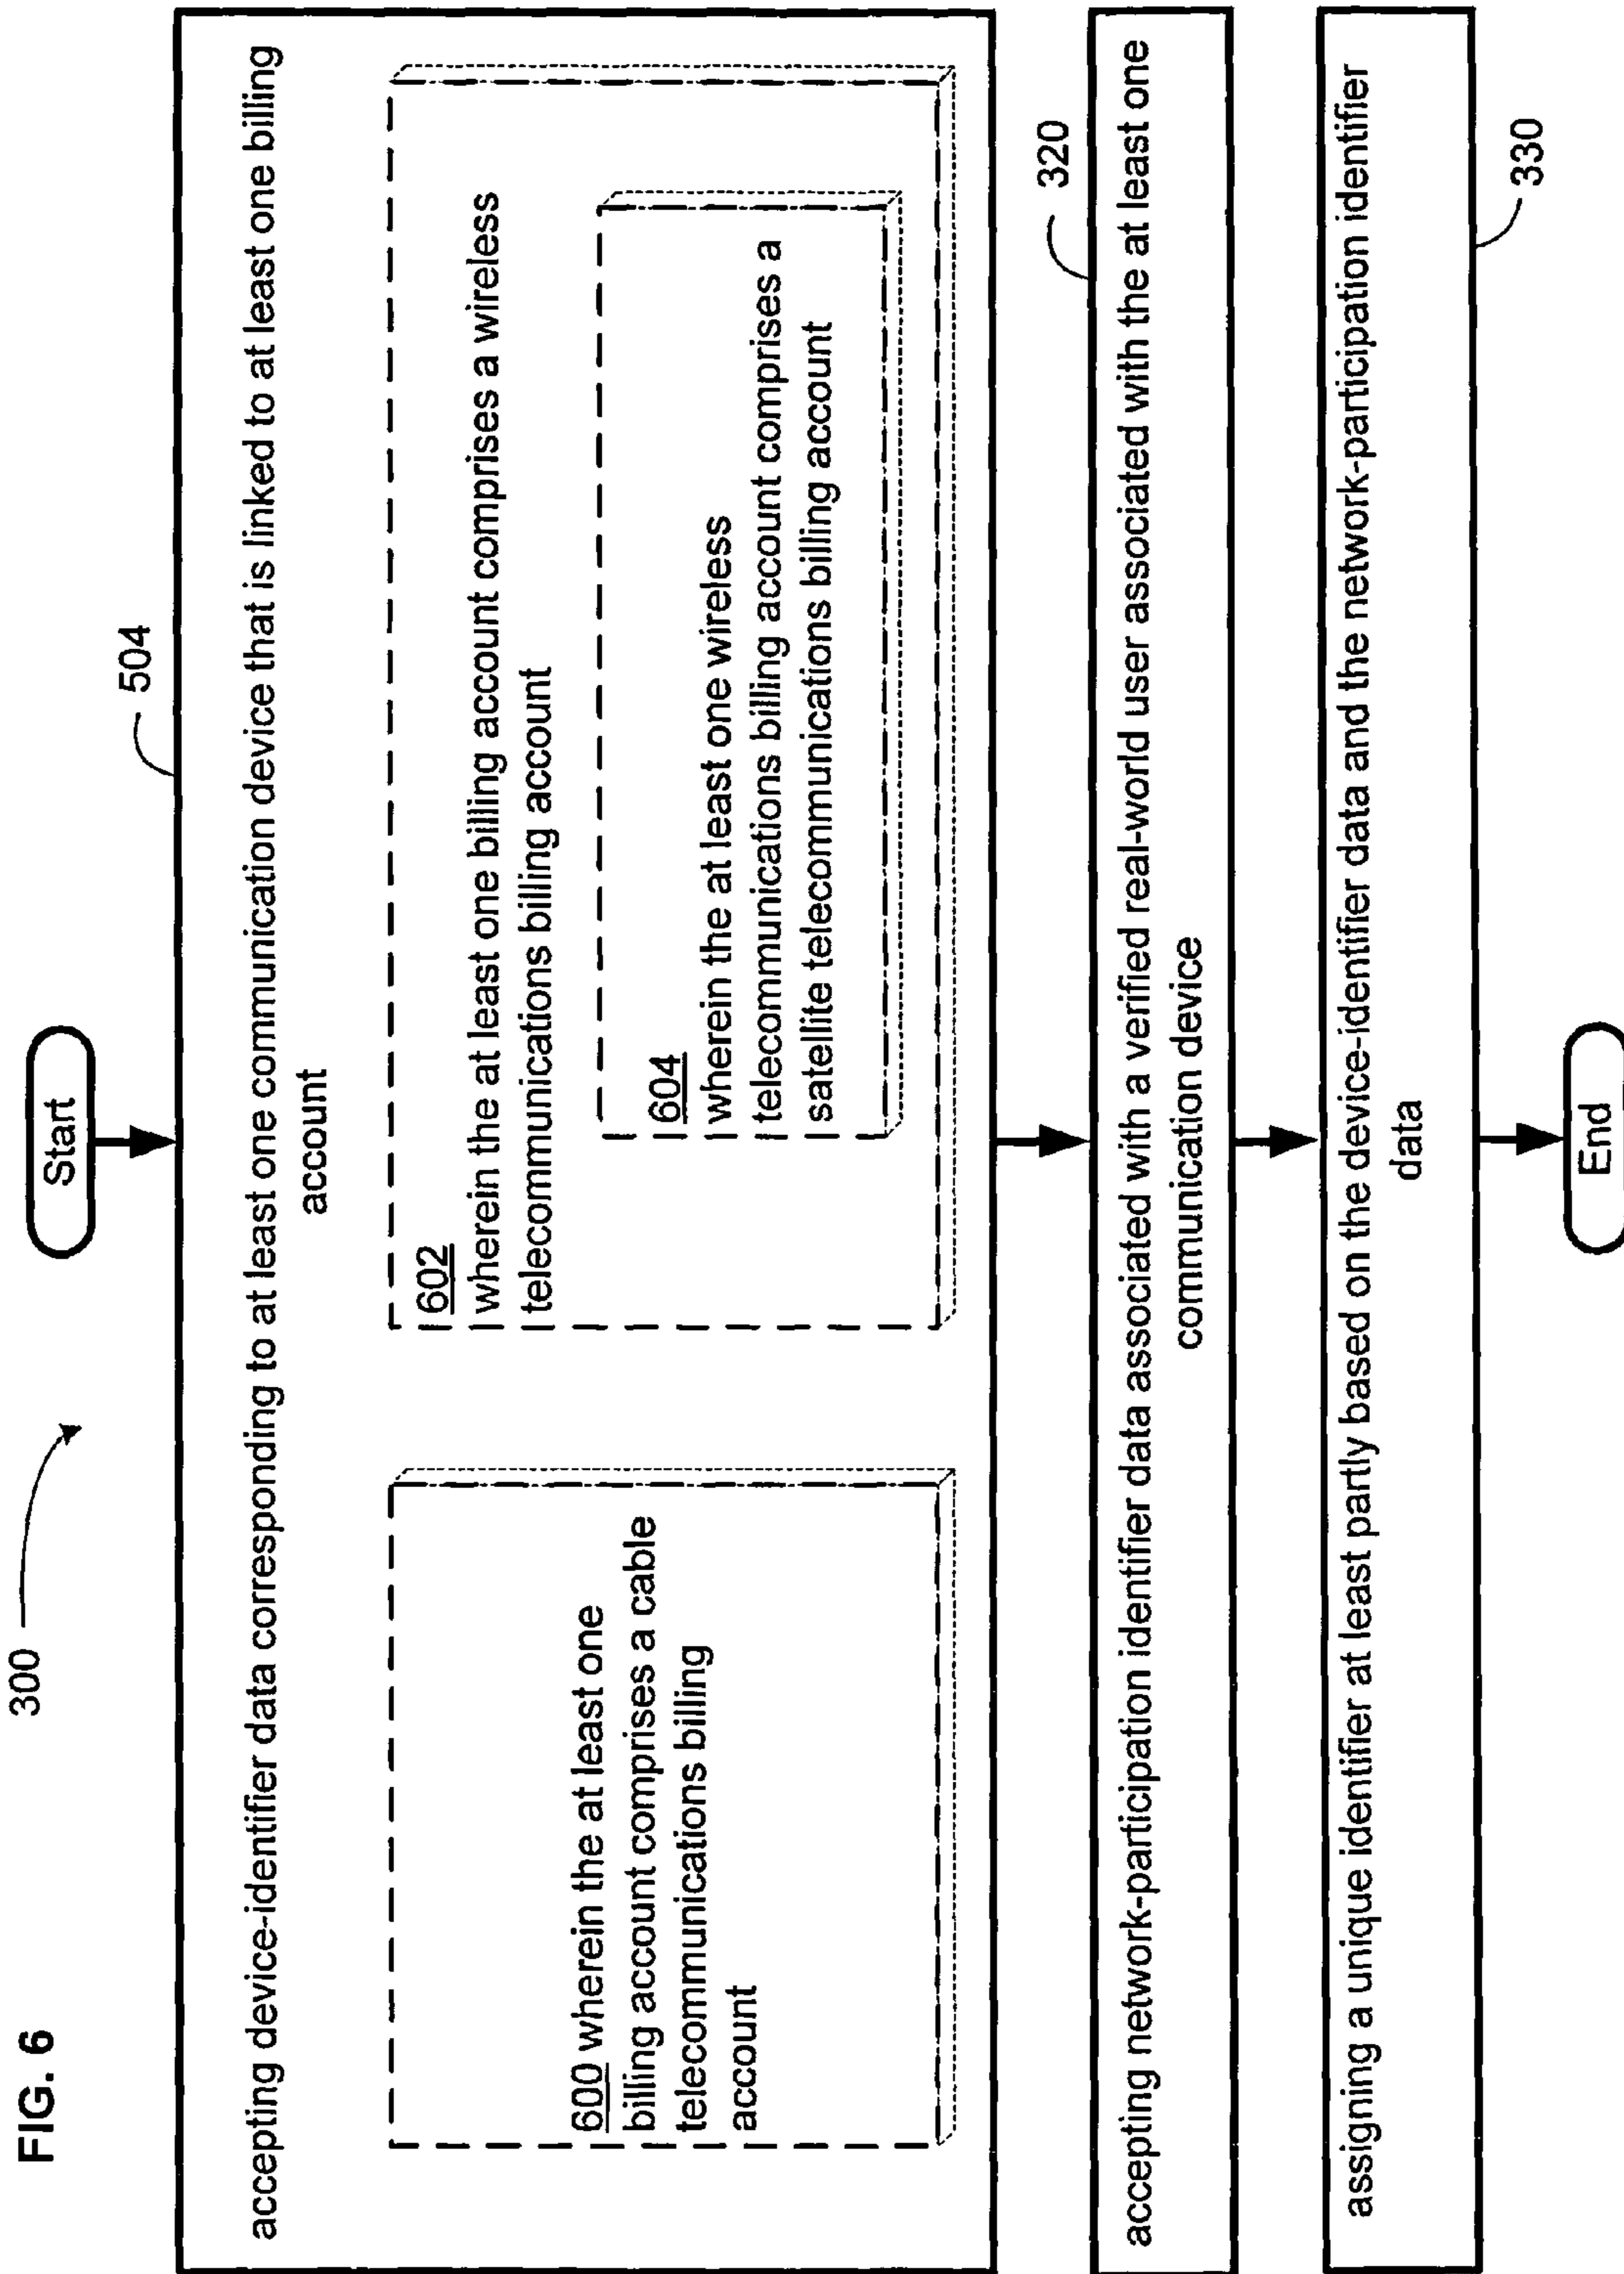 FIG. 6
300
Start
504
accepting device-identifier data corresponding to at least one communication device that is linked to at least one billing
account
600 wherein the at least one
billing account comprises a cable
telecommunications billing
account
602
wherein the at least one billing account comprises a wireless
telecommunications billing account
604
wherein the at least one wireless
telecommunications billing account comprises a
satellite telecommunications billing account
320
accepting network-participation identifier data associated with a verified real-world user associated with the at least one
communication device
330
assigning a unique identifier at least partly based on the device-identifier data and the network-participation identifier
data
End